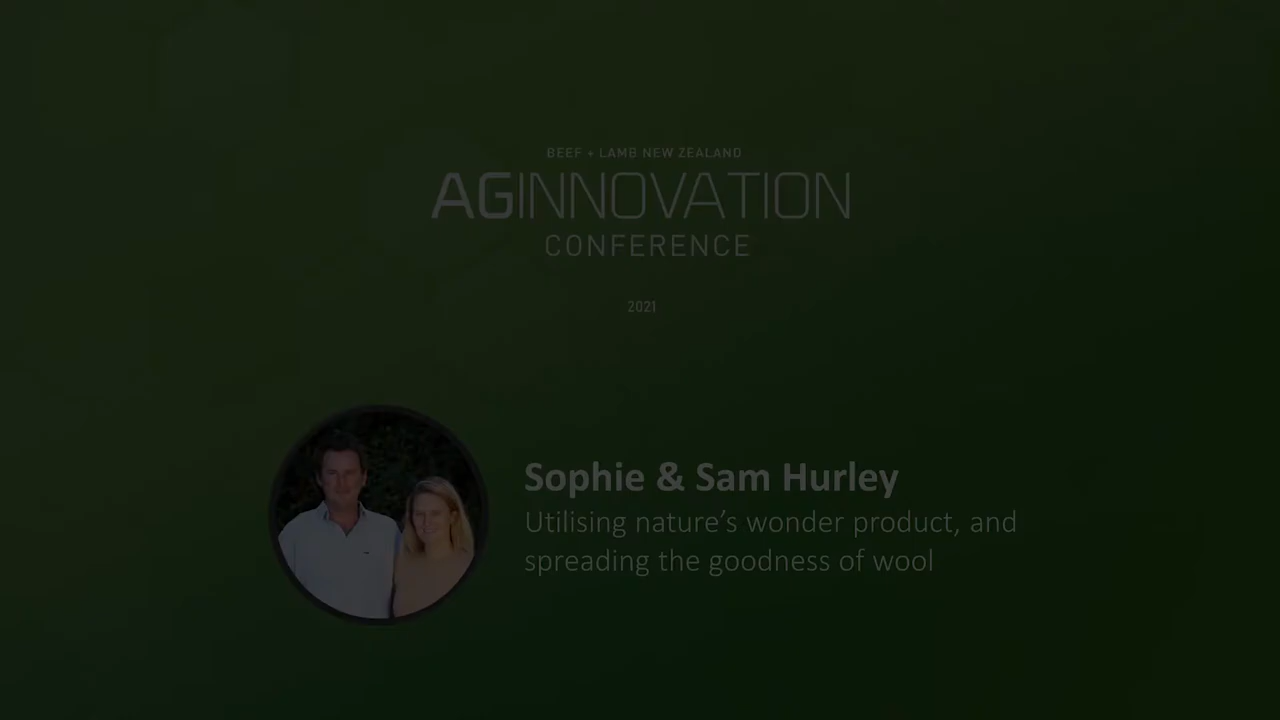 BEEF + LAMB NEW ZEALAND
AGINNOVATION
CONFERENCE
2021
Sophie & Sam Hurley
Utilising nature’s wonder product, and
spreading the goodness of wool